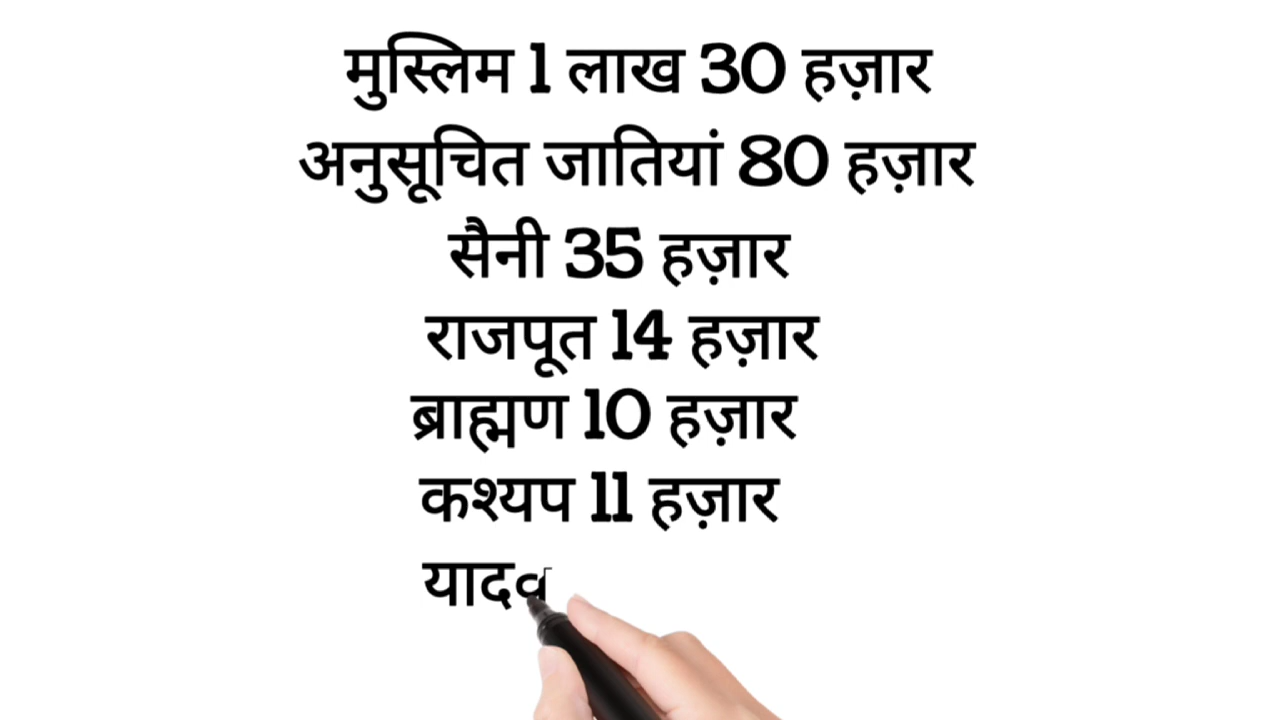 मुस्लिम 1 लाख 30 हज़ार
अनुसूचित जातियां 80 हज़ार
सैनी 35 हज़ार
राजपूत 14 हज़ार
ब्राह्मण 10 हज़ार
कश्यप 11 हज़ार
यादव